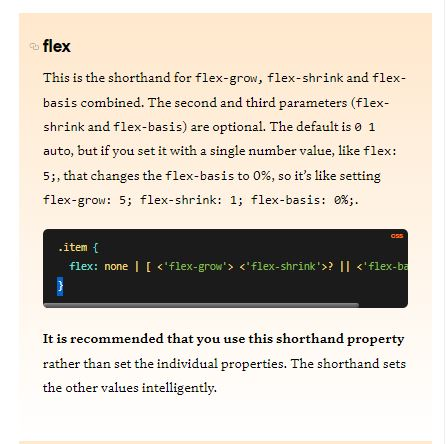 flex
This is the shorthand for flex-grow, flex-shrink and flex-
basis combined. The second and third parameters (flex-
shrink and flex-basis) are optional. The default is 0 1
auto, but if you set it with a single number value, like flex:
5;, that changes the flex-basis to 0%, so it's like setting
flex-grow: 5; flex-shrink: 1; flex-basis: 0%;.
CSS
.item {
flex: none | [ <'flex-grow'> <'flex-shrink'>? || <'flex-ba
}
It is recommended that you use this shorthand property
rather than set the individual properties. The shorthand sets
the other values intelligently.